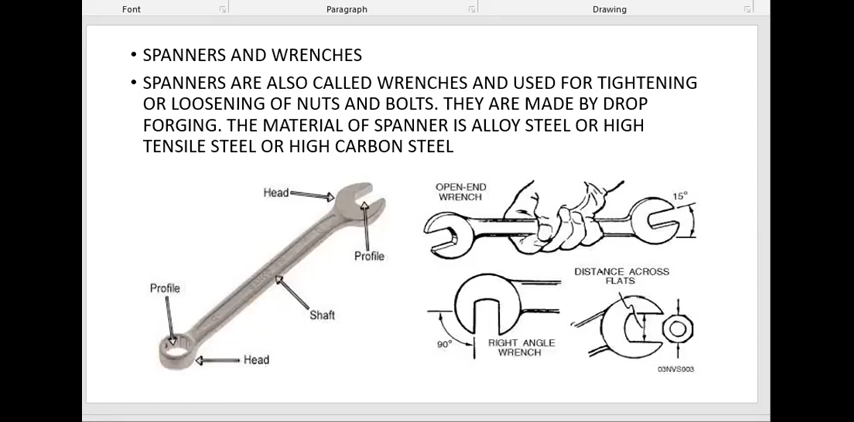 Font Paragraph Drawing
• SPANNERS AND WRENCHES
• SPANNERS ARE ALSO CALLED WRENCHES AND USED FOR TIGHTENING
OR LOOSENING OF NUTS AND BOLTS. THEY ARE MADE BY DROP
FORGING. THE MATERIAL OF SPANNER IS ALLOY STEEL OR HIGH
TENSILE STEEL OR HIGH CARBON STEEL
Head
Profile
Profile
Shaft
Head
OPEN-END
WRENCH
15°
DISTANCE ACROSS
FLATS
90°
RIGHT ANGLE
WRENCH
03NVS003